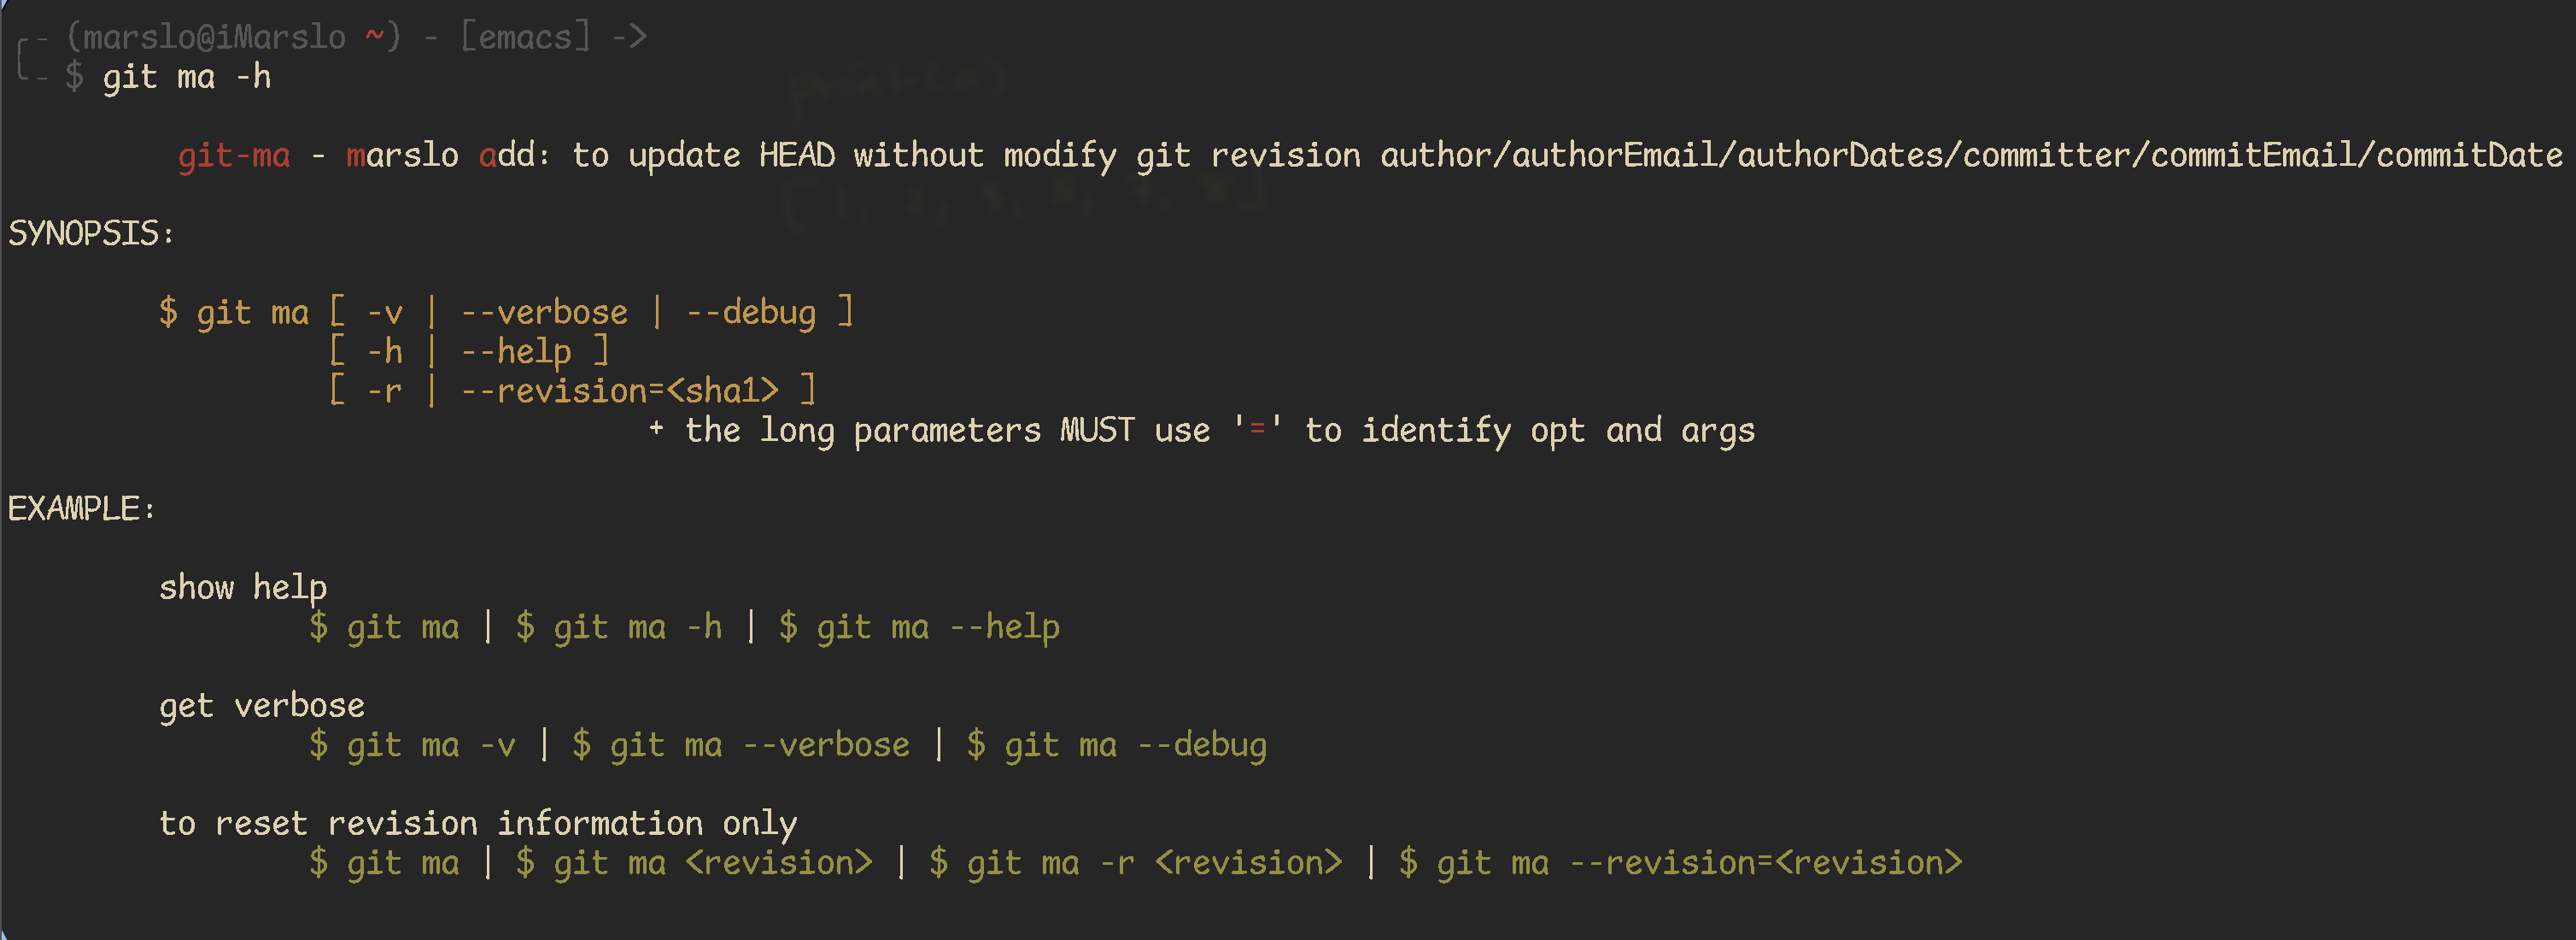 (marslo@iMarslo ~) - [emacs] ->
$ git ma -h
print(a)
git-ma - marslo add: to update HEAD without modify git revision author/authorEmail/authorDates/committer/commitEmail/commitDate
SYNOPSIS:
$ git ma [ -v | --verbose | --debug ]
[ -h | --help ]
[ -r | --revision=<sha1> ]
+ the long parameters MUST use '=' to identify opt and args
EXAMPLE:
show help
$ git ma | $ git ma -h | $ git ma --help
get verbose
$ git ma -v | $ git ma --verbose | $ git ma --debug
to reset revision information only
$ git ma | $ git ma <revision> | $ git ma -r <revision> | $ git ma --revision=<revision>